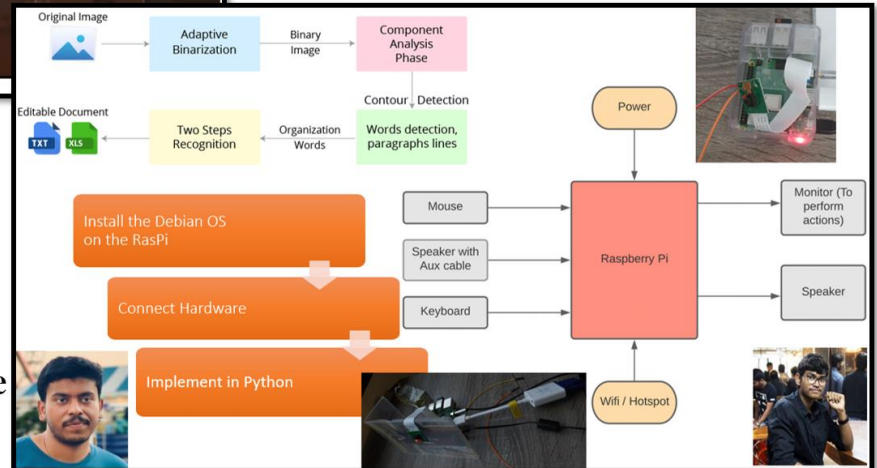 Original Image
Adaptive
Binarization
Binary
Image
Component
Analysis
Phase
Contour Detection
Editable Document
TXT
XLS
Two Steps
Recognition
Organization
Words
Words detection,
paragraphs lines
Install the Debian OS
on the RasPi
Connect Hardware
Implement in Python
Power
Mouse
Speaker with
Aux cable
Keyboard
Raspberry Pi
Monitor (To
perform
actions)
Speaker
Wifi / Hotspot